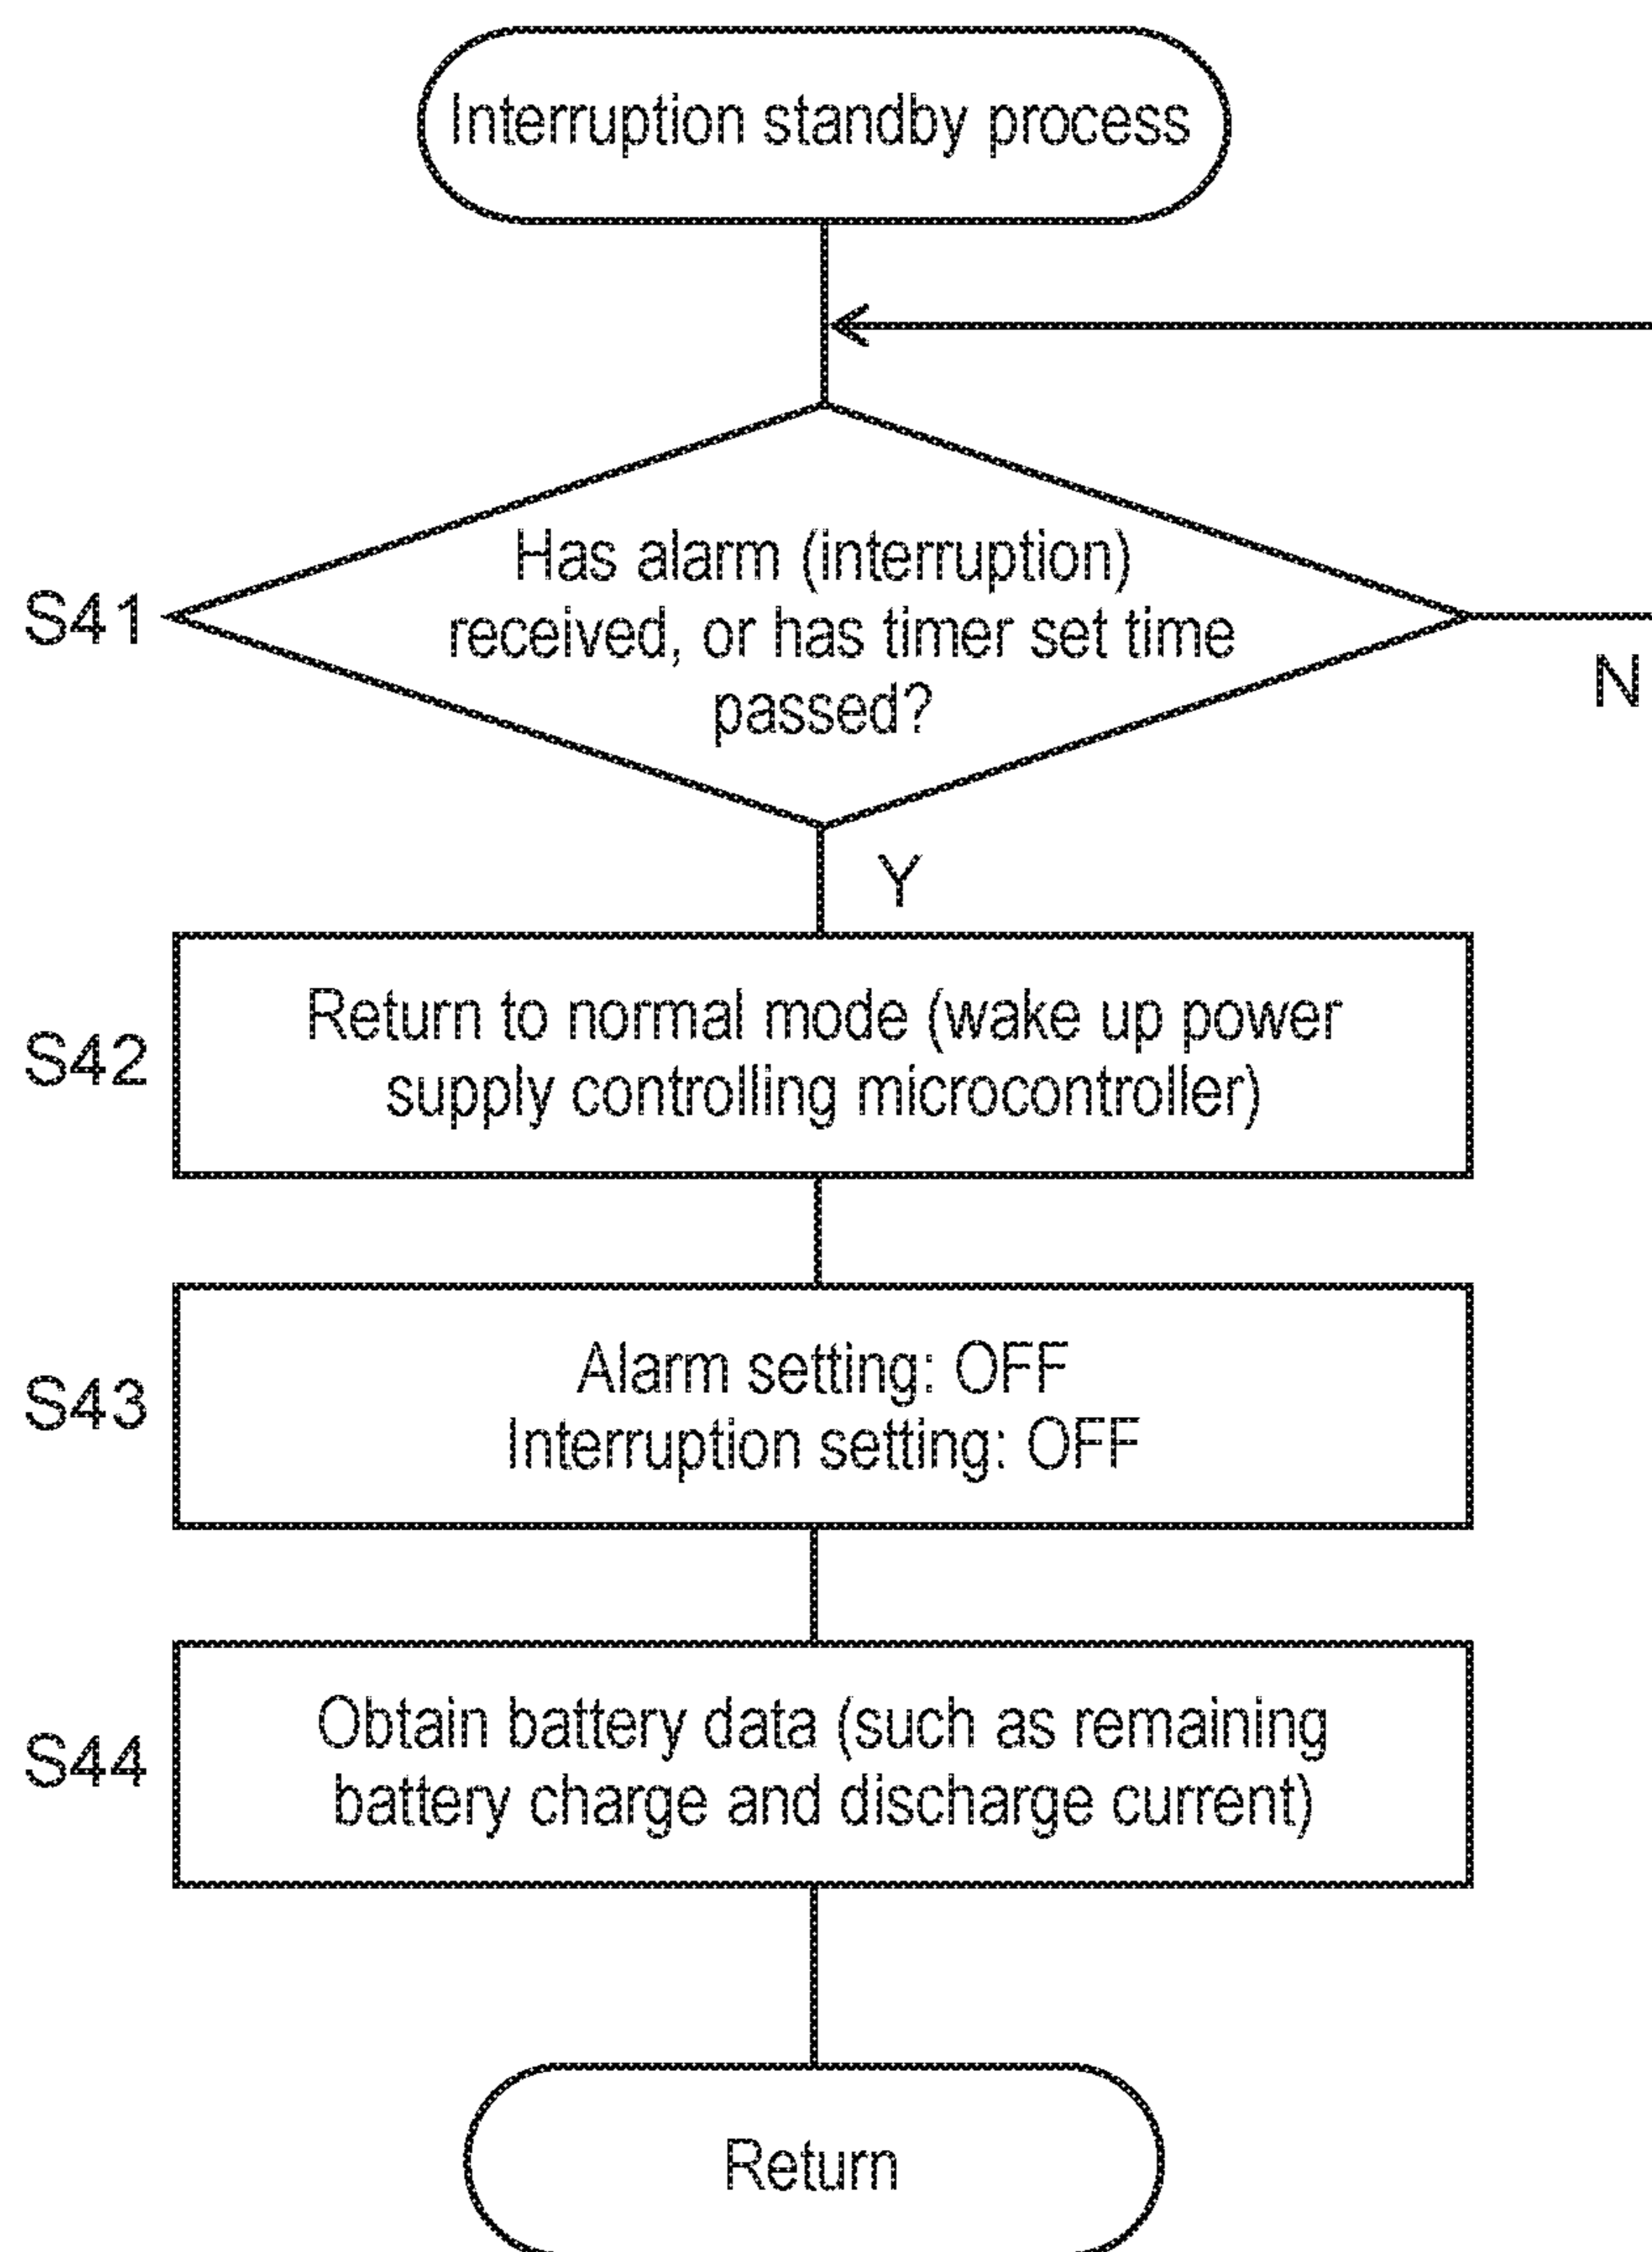 Interruption standby process
Has alarm (interruption)
received, or has timer set time
passed?
S41
N
Y
Return to normal mode (wake up power
supply controlling microcontroller)
S42
Alarm setting: OFF
Interruption setting: OFF
S43
Obtain battery data (such as remaining
battery charge and discharge current)
S44
Return